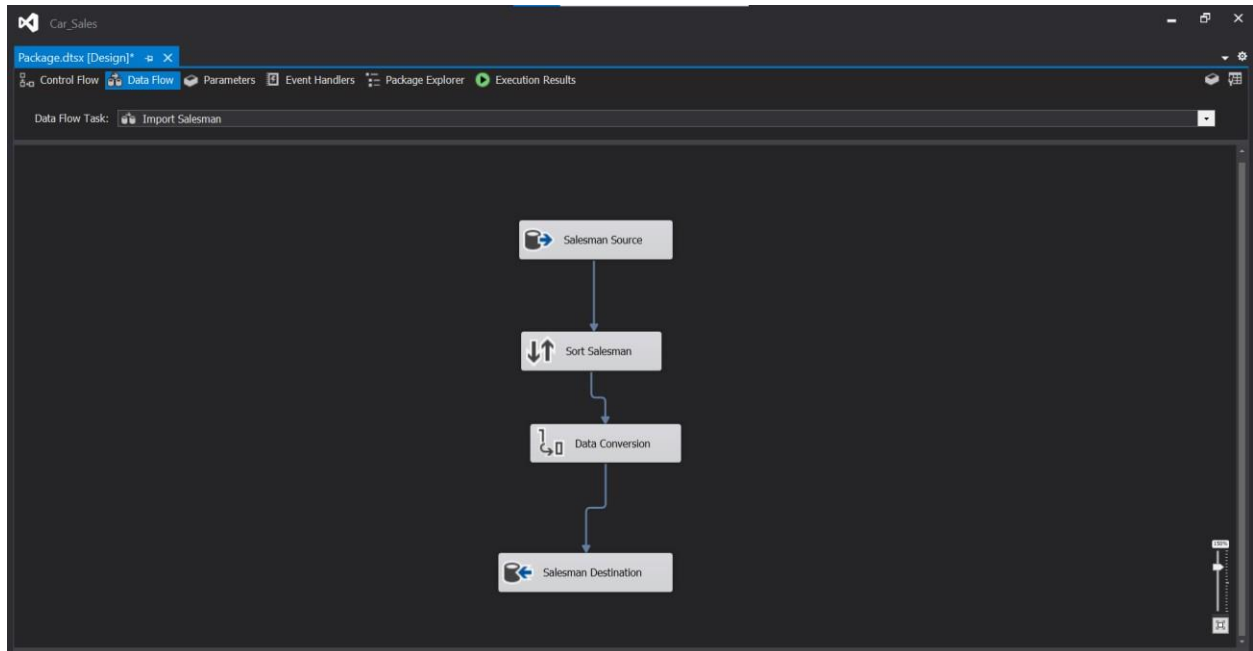 Car_Sales
Package.dtsx [Design]*
Control Flow Data Flow Parameters Event Handlers Package Explorer Execution Results
Data Flow Task: Import Salesman
Salesman Source
Sort Salesman
Data Conversion
Salesman Destination